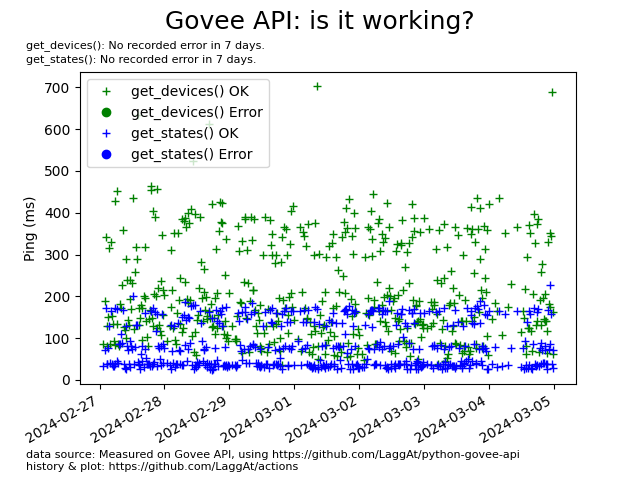 Govee API: is it working?
get_devices(): No recorded error in 7 days.
get_states(): No recorded error in 7 days.
get_devices() OK
get_devices() Error
get_states() OK
get_states() Error
Ping (ms)
700
600
500
400
300
200
100
0
2024-02-27
2024-02-28
2024-02-29
2024-03-01
2024-03-02
2024-03-03
2024-03-04
2024-03-05
data source: Measured on Govee API, using https://github.com/LaggAt/python-govee-api
history & plot: https://github.com/LaggAt/actions